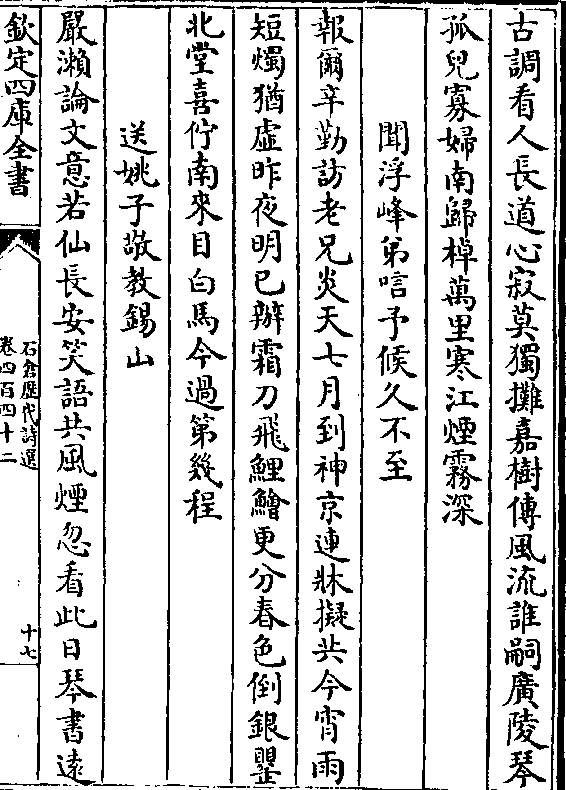 古調看人長道心寂莫獨攤嘉樹傳風流誰嗣廣陵琴
孤兒寡婦南歸棹萬里寒江煙霧深
聞浮峰弟唁予候久不至
報爾辛勤訪老兄炎天七月到神京連牀擬共今宵雨
短燭猶虛昨夜明已辦霜刀飛鯉鱠更分春色倒銀罌
北堂喜佇南來目白馬今過第幾程
送姚子敬教錫山
嚴瀨論文意若仙長安笑語共風煙忽看此日琴書遠
欽定四庫全書
石倉歷代詩選
卷四百四十二
十七